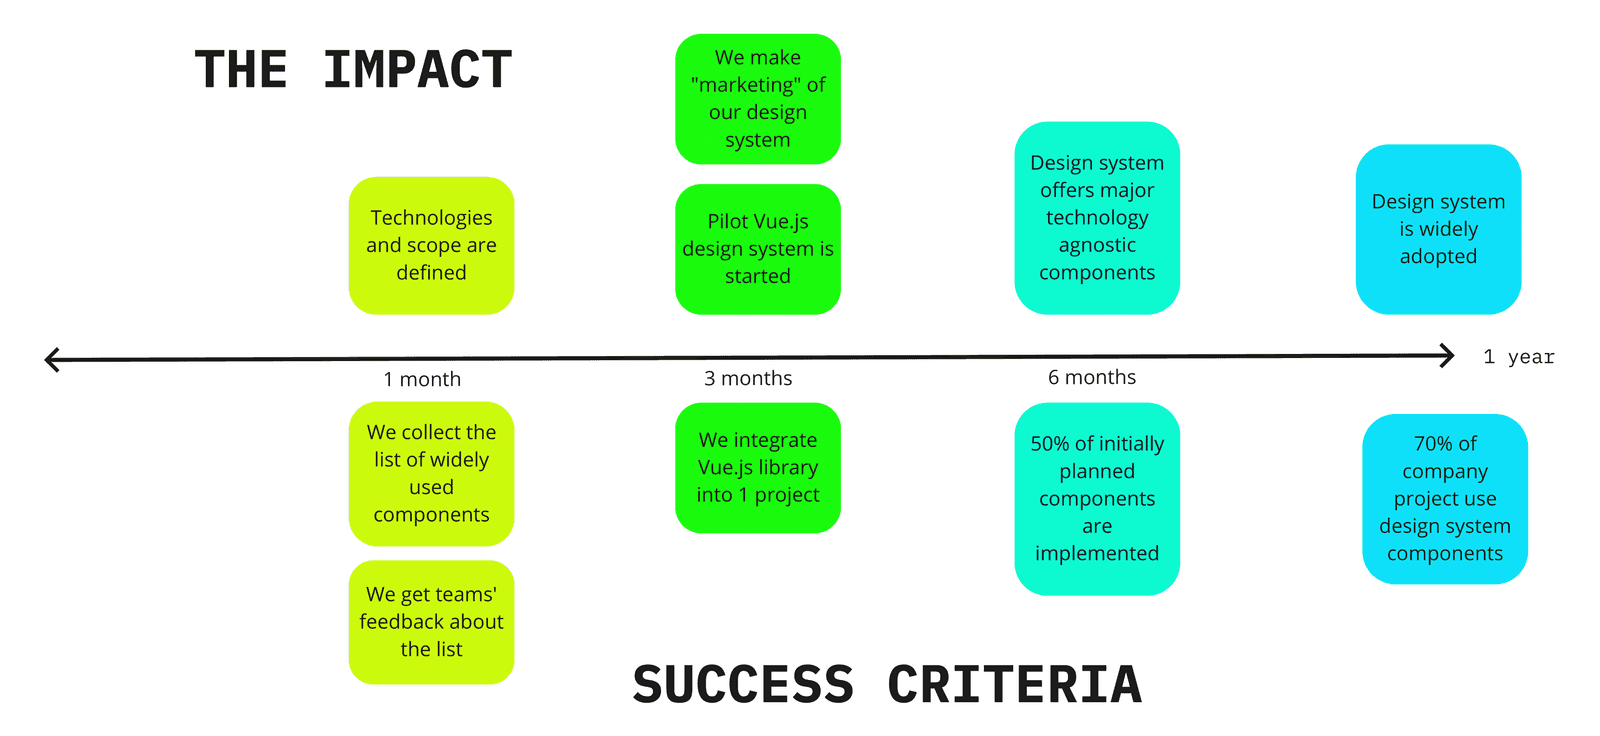 THE IMPACT
We make
"marketing" of
our design
system
Technologies
and scope are
defined
Pilot Vue.js
design system is
started
Design system
offers major
technology
agnostic
components
Design system
is widely
adopted
1 month
3 months
6 months
1 year
We collect the
list of widely
used
components
We get teams'
feedback about
the list
We integrate
Vue.js library
into 1 project
50% of initially
planned
components
are
implemented
70% of
company
project use
design system
components
SUCCESS CRITERIA